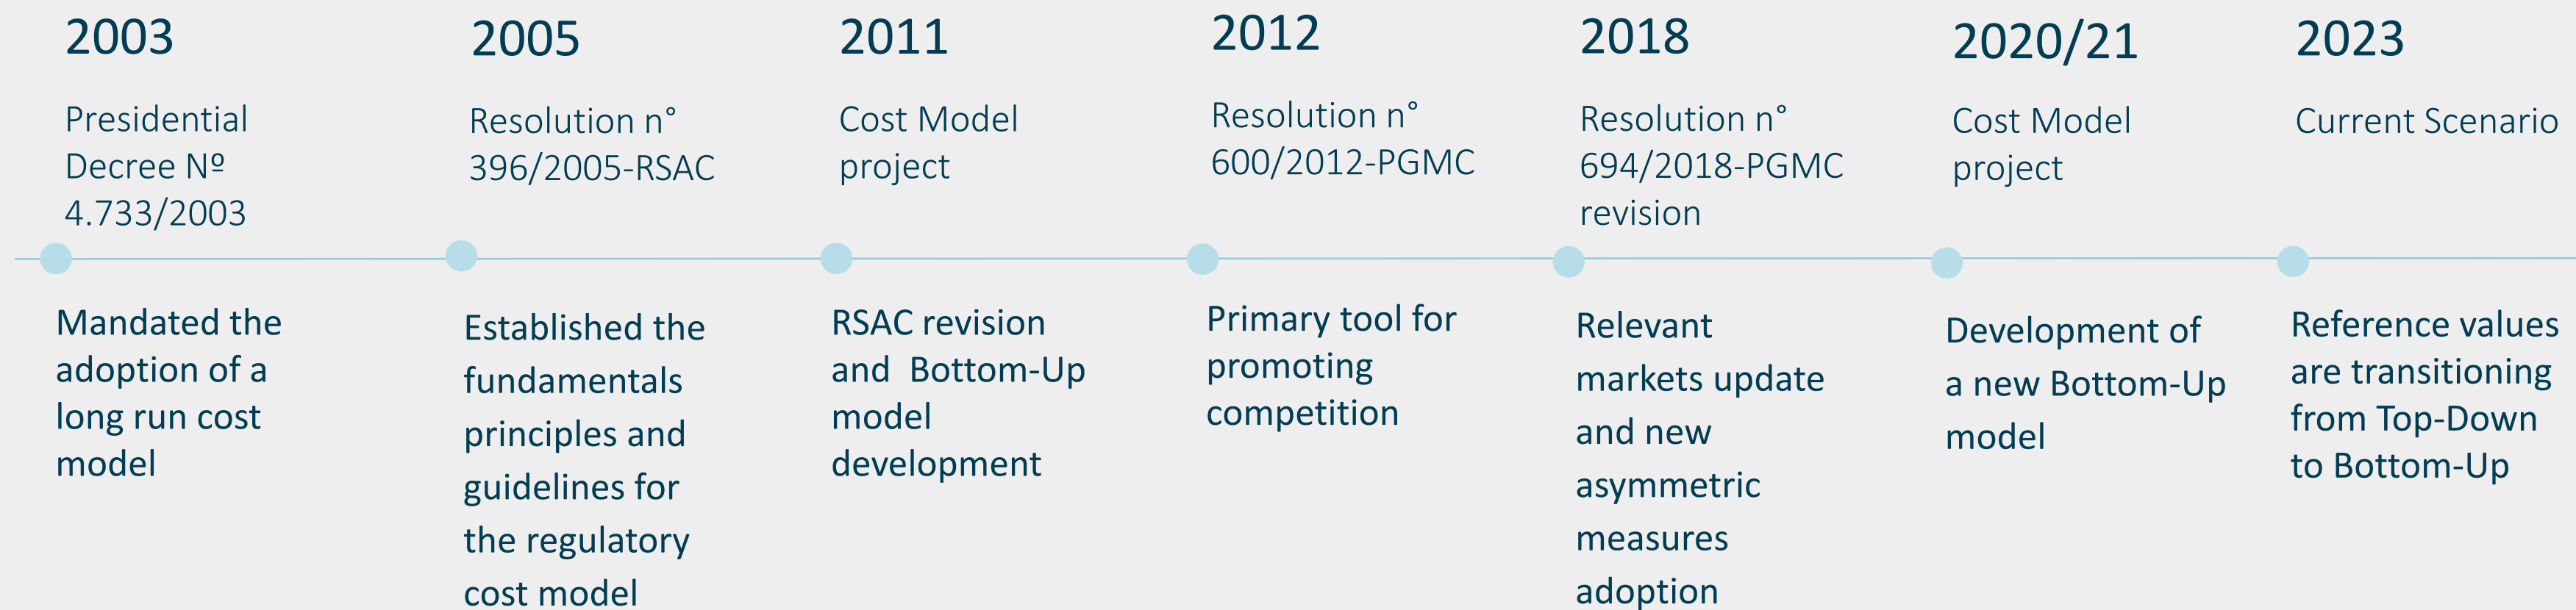 2003
Presidential
Decree Nº
4.733/2003
Mandated the
adoption of a
long run cost
model
2005
Resolution n°
396/2005-RSAC
Established the
fundamentals
principles and
guidelines for
the regulatory
cost model
2011
Cost Model
project
RSAC revision
and  Bottom-Up
model
development
2012
Resolution n°
600/2012-PGMC
Primary tool for
promoting
competition
2018
Resolution n°
694/2018-PGMC
revision
Relevant
markets update
and new
asymmetric
measures
adoption
2020/21
Cost Model
project
Development of
a new Bottom-Up
model
2023
Current Scenario
Reference values
are transitioning
from Top-Down
to Bottom-Up